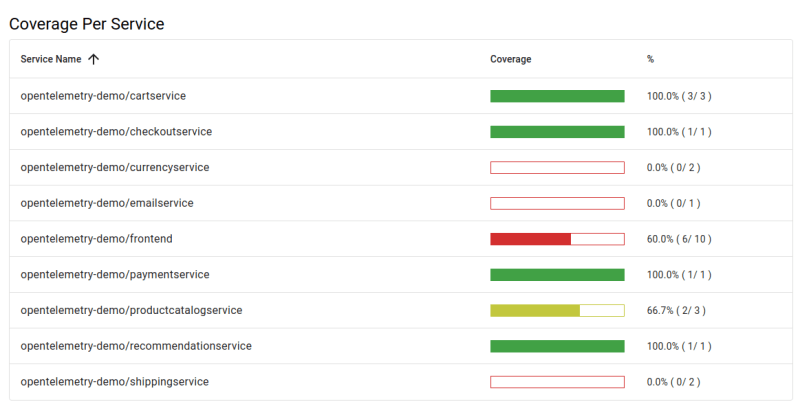 Coverage Per Service
Service Name Coverage %
opentelemetry-demo/cartservice 100.0% ( 3/ 3 )
opentelemetry-demo/checkoutservice 100.0% ( 1/ 1 )
opentelemetry-demo/currencyservice 0.0% ( 0/ 2 )
opentelemetry-demo/emailservice 0.0% ( 0/ 1 )
opentelemetry-demo/frontend 60.0% ( 6/ 10 )
opentelemetry-demo/paymentservice 100.0% ( 1/ 1 )
opentelemetry-demo/productcatalogservice 66.7% ( 2/ 3 )
opentelemetry-demo/recommendationservice 100.0% ( 1/ 1 )
opentelemetry-demo/shippingservice 0.0% ( 0/ 2 )